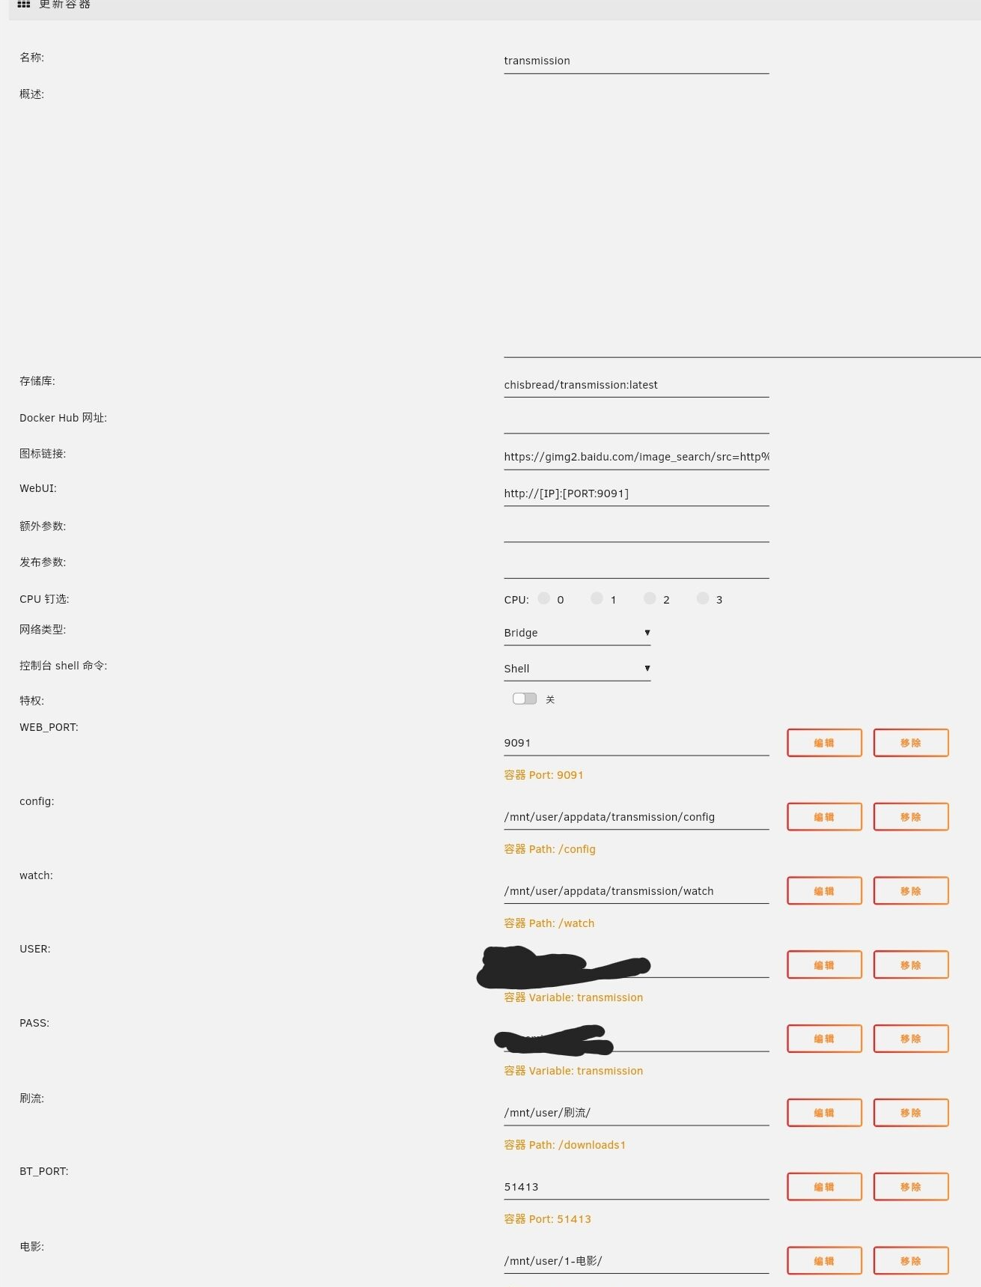 更新容器
名称:
transmission
概述:
存储库:
chisbread/transmission:latest
Docker Hub 网址:
图标链接:
https://gimg2.baidu.com/image_search/src=http%
WebUI:
http://[IP]:[PORT:9091]
额外参数:
发布参数:
CPU 钉选:
CPU: 0 1 2 3
网络类型:
Bridge
控制台 shell 命令:
Shell
特权:
关
WEB_PORT:
9091 编辑 移除
容器 Port: 9091
config:
/mnt/user/appdata/transmission/config 编辑 移除
容器 Path: /config
watch:
/mnt/user/appdata/transmission/watch 编辑 移除
容器 Path: /watch
USER:
编辑 移除
容器 Variable: transmission
PASS:
编辑 移除
容器 Variable: transmission
刷流:
/mnt/user/刷流/ 编辑 移除
容器 Path: /downloads1
BT_PORT:
51413 编辑 移除
容器 Port: 51413
电影:
/mnt/user/1-电影/ 编辑 移除